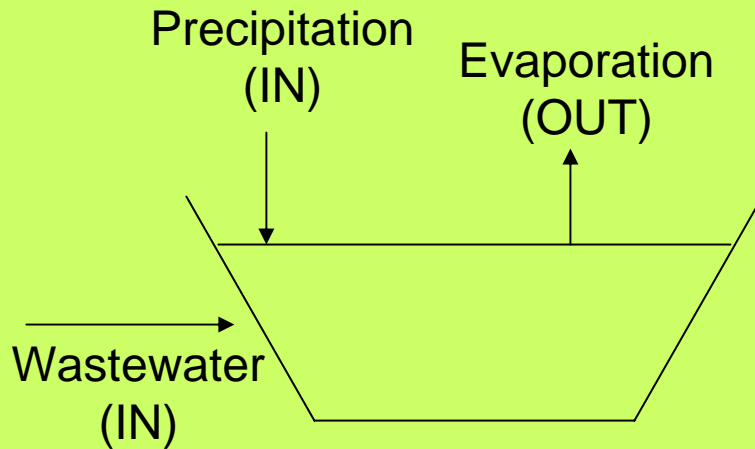 Precipitation
(IN)
Evaporation
(OUT)
Wastewater
(IN)